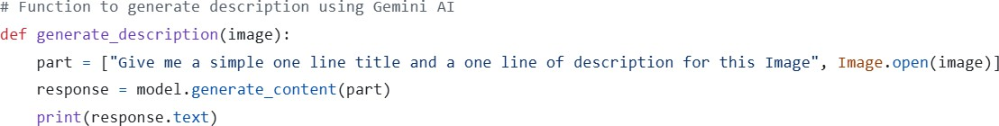 # Function to generate description using Gemini AI
def generate_description(image):
    part = ["Give me a simple one line title and a one line of description for this Image", Image.open(image)]
    response = model.generate_content(part)
    print(response.text)